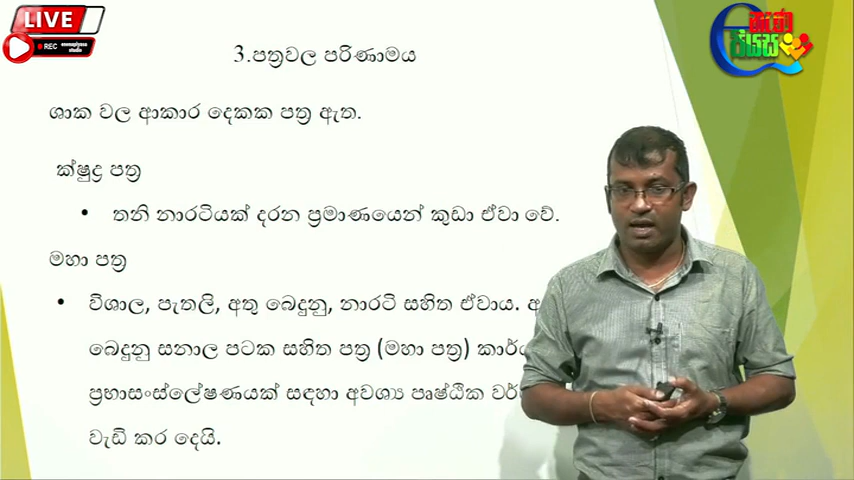 LIVE
REC
ගුණ
පියස
3.පත්‍රවල පරිණාමය
ශාක වල ආකාර දෙකක පත්‍ර ඇත.
ක්ෂුද්‍ර පත්‍ර
• තනි නාරටියක් දරන ප්‍රමාණයෙන් කුඩා ඒවා වේ.
මහා පත්‍ර
• විශාල, පැතලි, අතු බෙදුනු, නාරටි සහිත ඒවාය. අ
බෙදුනු සනාල පටක සහිත පත්‍ර (මහා පත්‍ර) කාර්ය
ප්‍රභාසංස්ලේෂණයක් සඳහා අවශ්‍ය පෘෂ්ඨික වර්
වැඩි කර දෙයි.